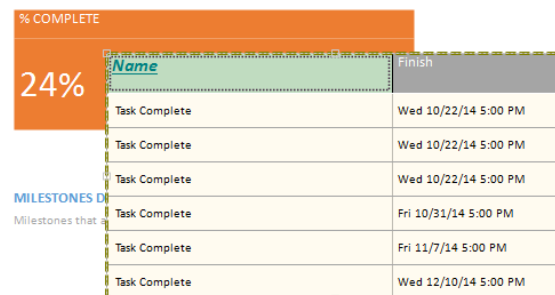 % COMPLETE
24%
Name Finish
Task Complete Wed 10/22/14 5:00 PM
Task Complete Wed 10/22/14 5:00 PM
Task Complete Wed 10/22/14 5:00 PM
MILESTONES D
Task Complete Fri 10/31/14 5:00 PM
Milestones that a
Task Complete Fri 11/7/14 5:00 PM
Task Complete Wed 12/10/14 5:00 PM